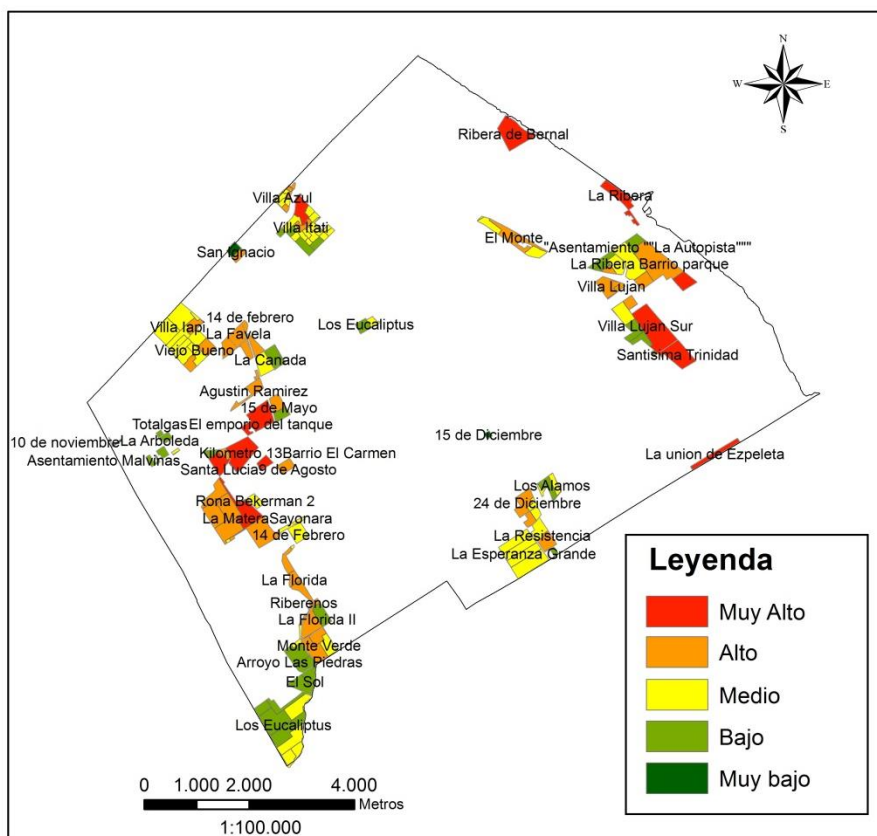 N
W E
S
Ribera de Bernal
Villa Azul
La Ribera
Villa Itati
El Monte
"Asentamiento ""La Autopista"""
San Ignacio
La Ribera Barrio parque
Villa Lujan
14 de febrero
Villa Iapi
La Favela
Los Eucaliptus
Villa Lujan Sur
Viejo Bueno
La Canada
Santisima Trinidad
Agustin Ramirez
15 de Mayo
Totalgas
El emporio del tanque
10 de noviembre
La Arboleda
15 de Diciembre
Kilometro 13
Barrio El Carmen
La union de Ezpeleta
Asentamiento Malvinas
Santa Lucia
9 de Agosto
Los Alamos
Rona Bekerman 2
24 de Diciembre
La Matera
Sayonara
14 de Febrero
La Resistencia
La Esperanza Grande
La Florida
Riberenos
La Florida II
Monte Verde
Arroyo Las Piedras
El Sol
Los Eucaliptus
Leyenda
Muy Alto
Alto
Medio
Bajo
Muy bajo
0 1.000 2.000 4.000
Metros
1:100.000